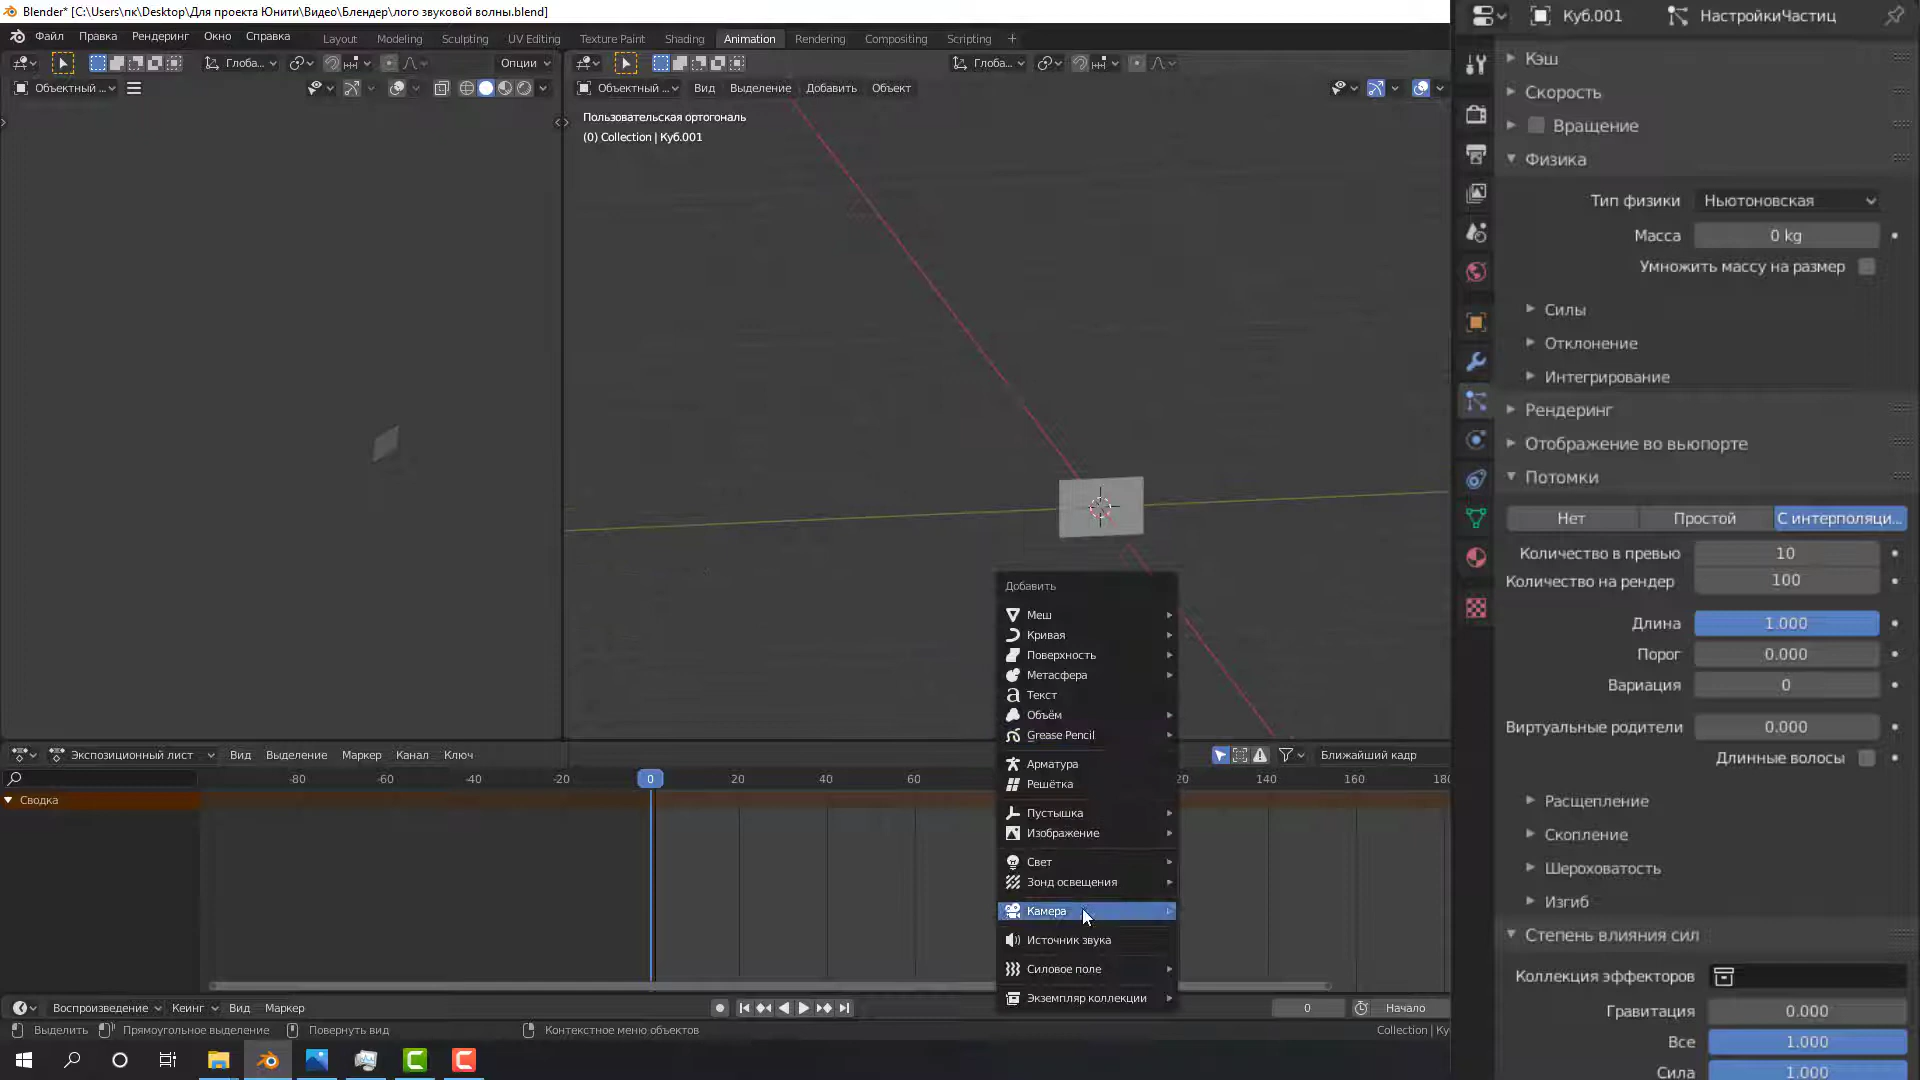 Blender* [C:\Users\пк\Desktop\Для проекта Юнити\Видео\Блендер\лого звуковой волны.blend]
Файл Правка Рендеринг Окно Справка Layout Modeling Sculpting UV Editing Texture Paint Shading Animation Rendering Compositing Scripting +
Глоба... Опции Глоба...
Объектный ... Объектный ... Вид Выделение Добавить Объект
Пользовательская ортогональ
(0) Collection | Куб.001
Добавить
Меш
Кривая
Поверхность
Метасфера
Текст
Объём
Grease Pencil
Арматура
Решётка
Пустышка
Изображение
Свет
Зонд освещения
Камера
Источник звука
Силовое поле
Экземпляр коллекции
Экспозиционный лист Вид Выделение Маркер Канал Ключ Ближайший кадр
-80 -60 -40 -20 0 20 40 60 20 140 160 180
Сводка
Воспроизведение Кеинг Вид Маркер 0 Начало
Выделить Прямоугольное выделение Повернуть вид Контекстное меню объектов Collection | Ку
Куб.001 НастройкиЧастиц
Кэш
Скорость
Вращение
Физика
Тип физики Ньютоновская
Масса 0 kg
Умножить массу на размер
Силы
Отклонение
Интегрирование
Рендеринг
Отображение во вьюпорте
Потомки
Нет Простой С интерполяци...
Количество в превью 10
Количество на рендер 100
Длина 1.000
Порог 0.000
Вариация 0
Виртуальные родители 0.000
Длинные волосы
Расщепление
Скопление
Шероховатость
Изгиб
Степень влияния сил
Коллекция эффекторов
Гравитация 0.000
Все 1.000
Сила 1.000